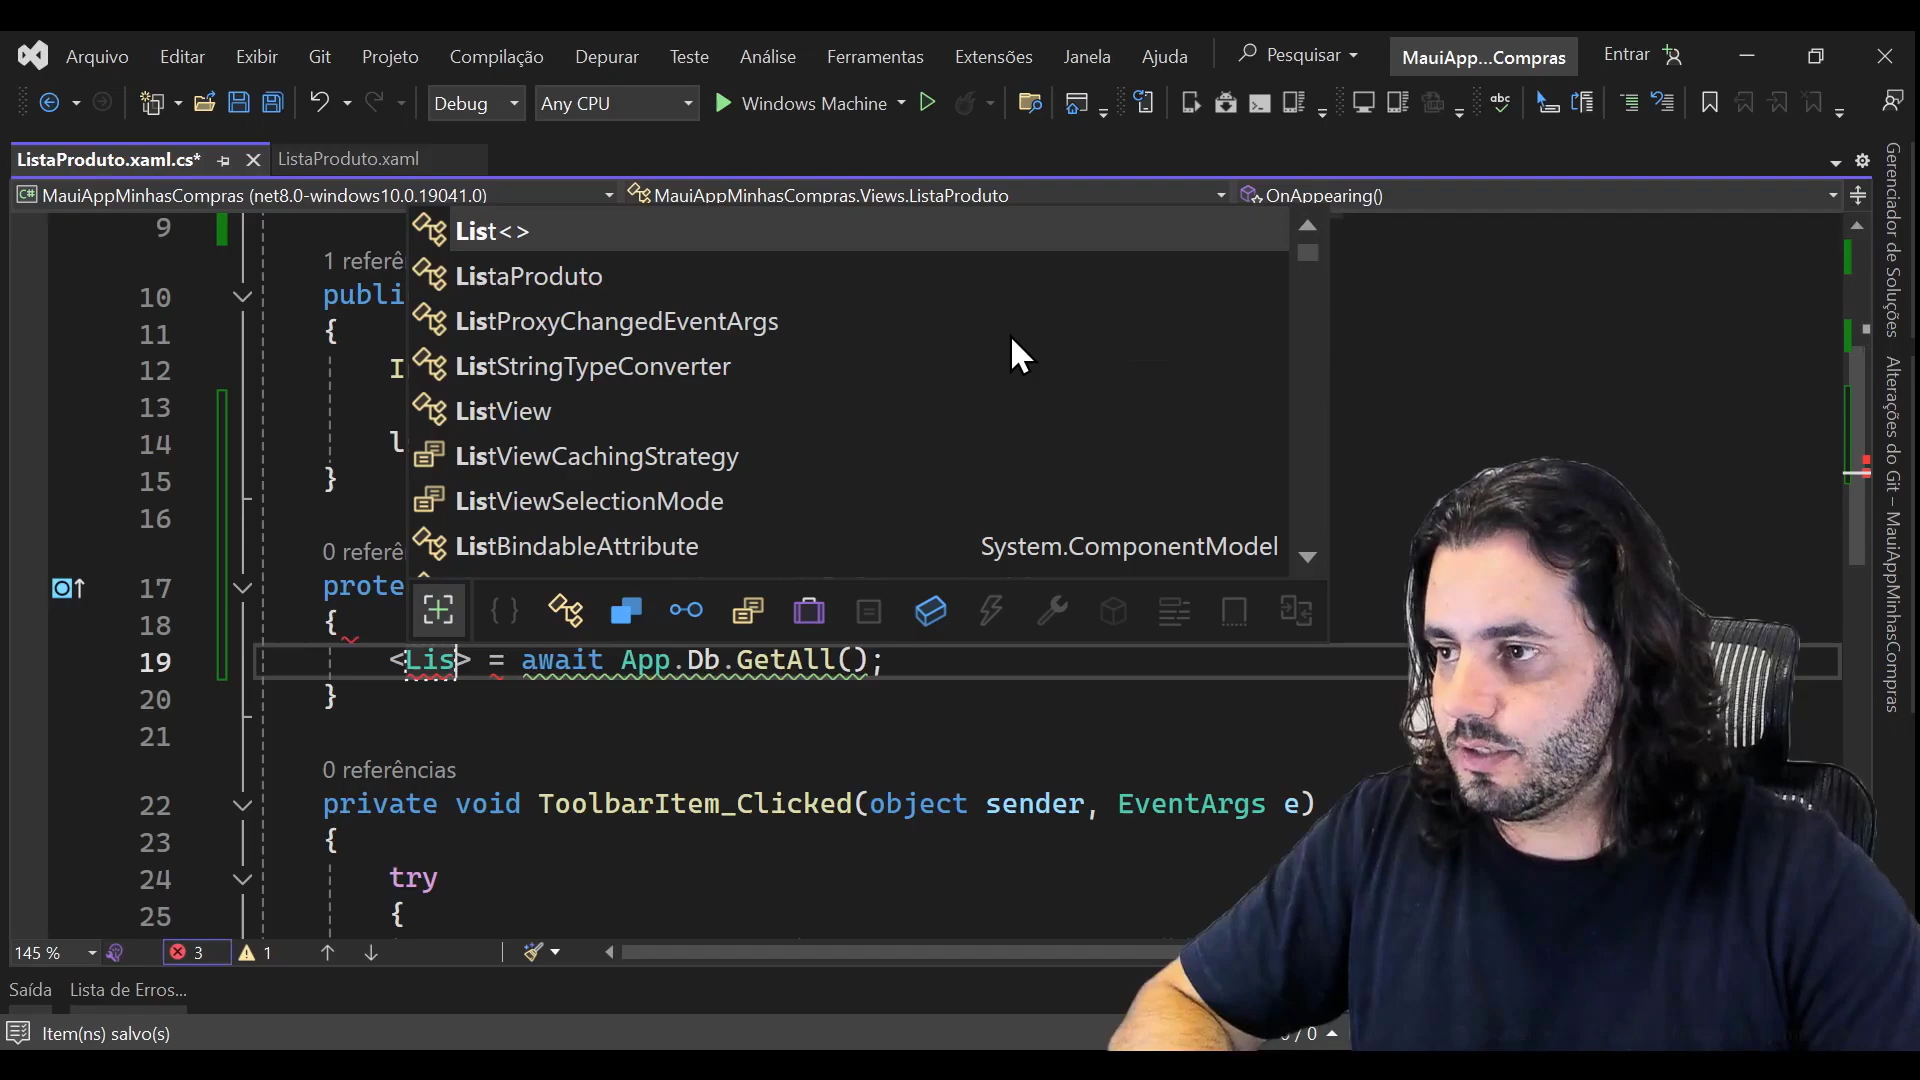 Arquivo Editar Exibir Git Projeto Compilação Depurar Teste Análise Ferramentas Extensões Janela Ajuda Pesquisar MauiApp...Compras Entrar
Debug Any CPU Windows Machine
ListaProduto.xaml.cs* ListaProduto.xaml
MauiAppMinhasCompras (net8.0-windows10.0.19041.0) MauiAppMinhasCompras.Views.ListaProduto OnAppearing()
9
List<>
1 referê
ListaProduto
10 publi
ListProxyChangedEventArgs
11 {
12 I
ListStringTypeConverter
13
ListView
14 l
ListViewCachingStrategy
15 }
ListViewSelectionMode
16
0 referê
ListBindableAttribute System.ComponentModel
17 prote
18 {
19 <Lis> = await App.Db.GetAll();
20 }
21
0 referências
22 private void ToolbarItem_Clicked(object sender, EventArgs e)
23 {
24 try
25 {
145 % 3 1
Saída Lista de Erros...
Item(ns) salvo(s) / 0
Gerenciador de Soluções
Alterações do Git – MauiAppMinhasCompras